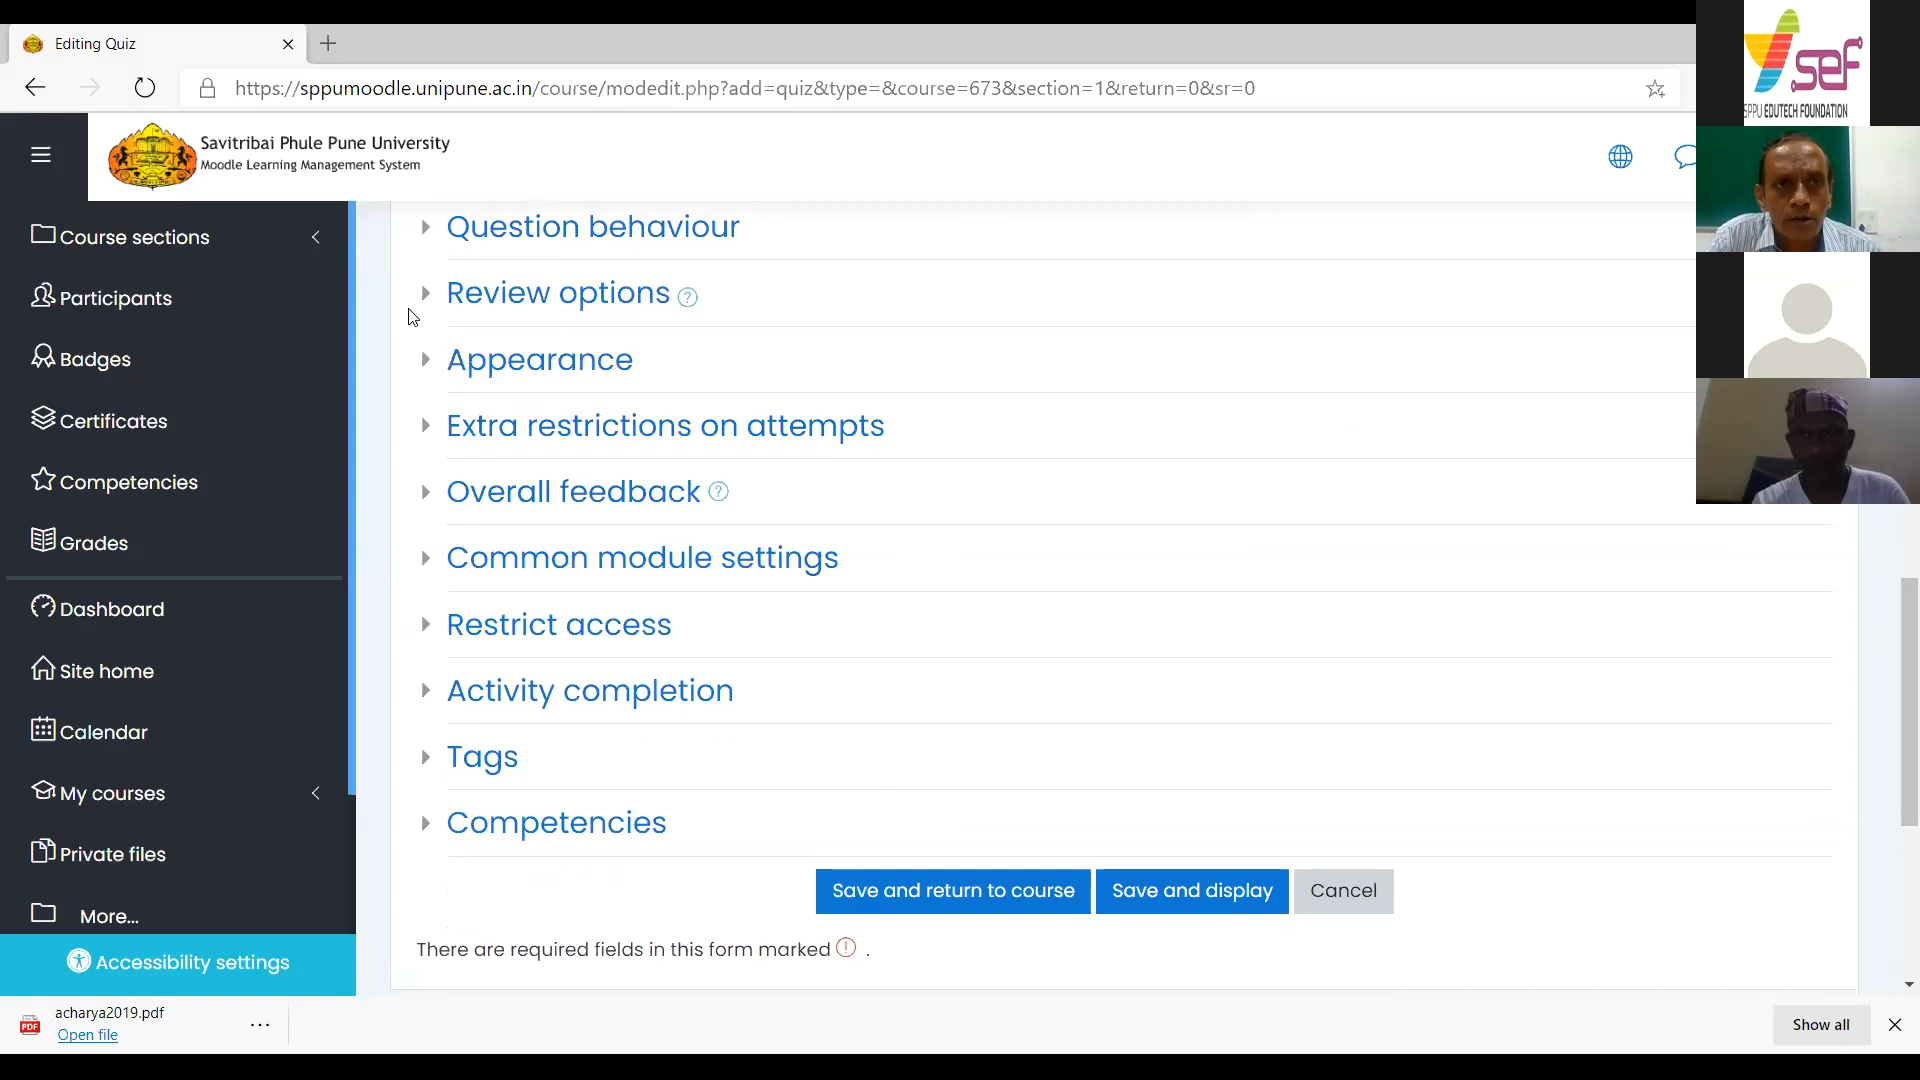 Editing Quiz
https://sppumoodle.unipune.ac.in/course/modedit.php?add=quiz&type=&course=673&section=1&return=0&sr=0
sef
SPPU EDUTECH FOUNDATION
Savitribai Phule Pune University
Moodle Learning Management System
Course sections
Participants
Badges
Certificates
Competencies
Grades
Dashboard
Site home
Calendar
My courses
Private files
More...
Accessibility settings
Question behaviour
Review options
Appearance
Extra restrictions on attempts
Overall feedback
Common module settings
Restrict access
Activity completion
Tags
Competencies
Save and return to course
Save and display
Cancel
There are required fields in this form marked .
PDF
acharya2019.pdf
Open file
Show all